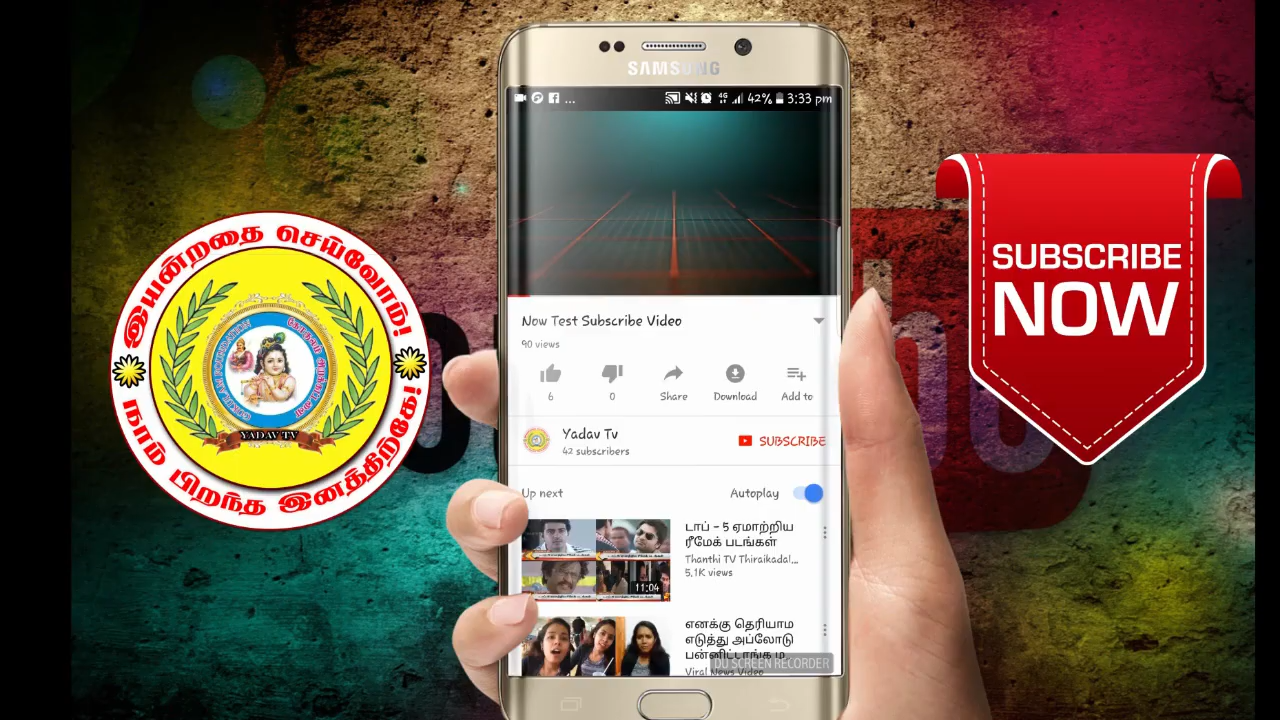 SAMSUNG
... 4G 42% 3:33 pm
இயன்றதை செய்வோம்!
நாம் பிறந்த இனத்திற்கே!
YADAV TV
SUBSCRIBE
NOW
Now Test Subscribe Video
90 views
6
0
Share
Download
Add to
Yadav Tv
42 subscribers
SUBSCRIBE
Up next
Autoplay
டாப் - 5 ஏமாற்றிய
ரீமேக் படங்கள்
Thanthi TV Thiraikadal...
5.1K views
11:04
எனக்கு தெரியாம
எடுத்து அப்லோடு
பண்ணிட்டாங்க ம
Viral News Video
DU SCREEN RECORDER